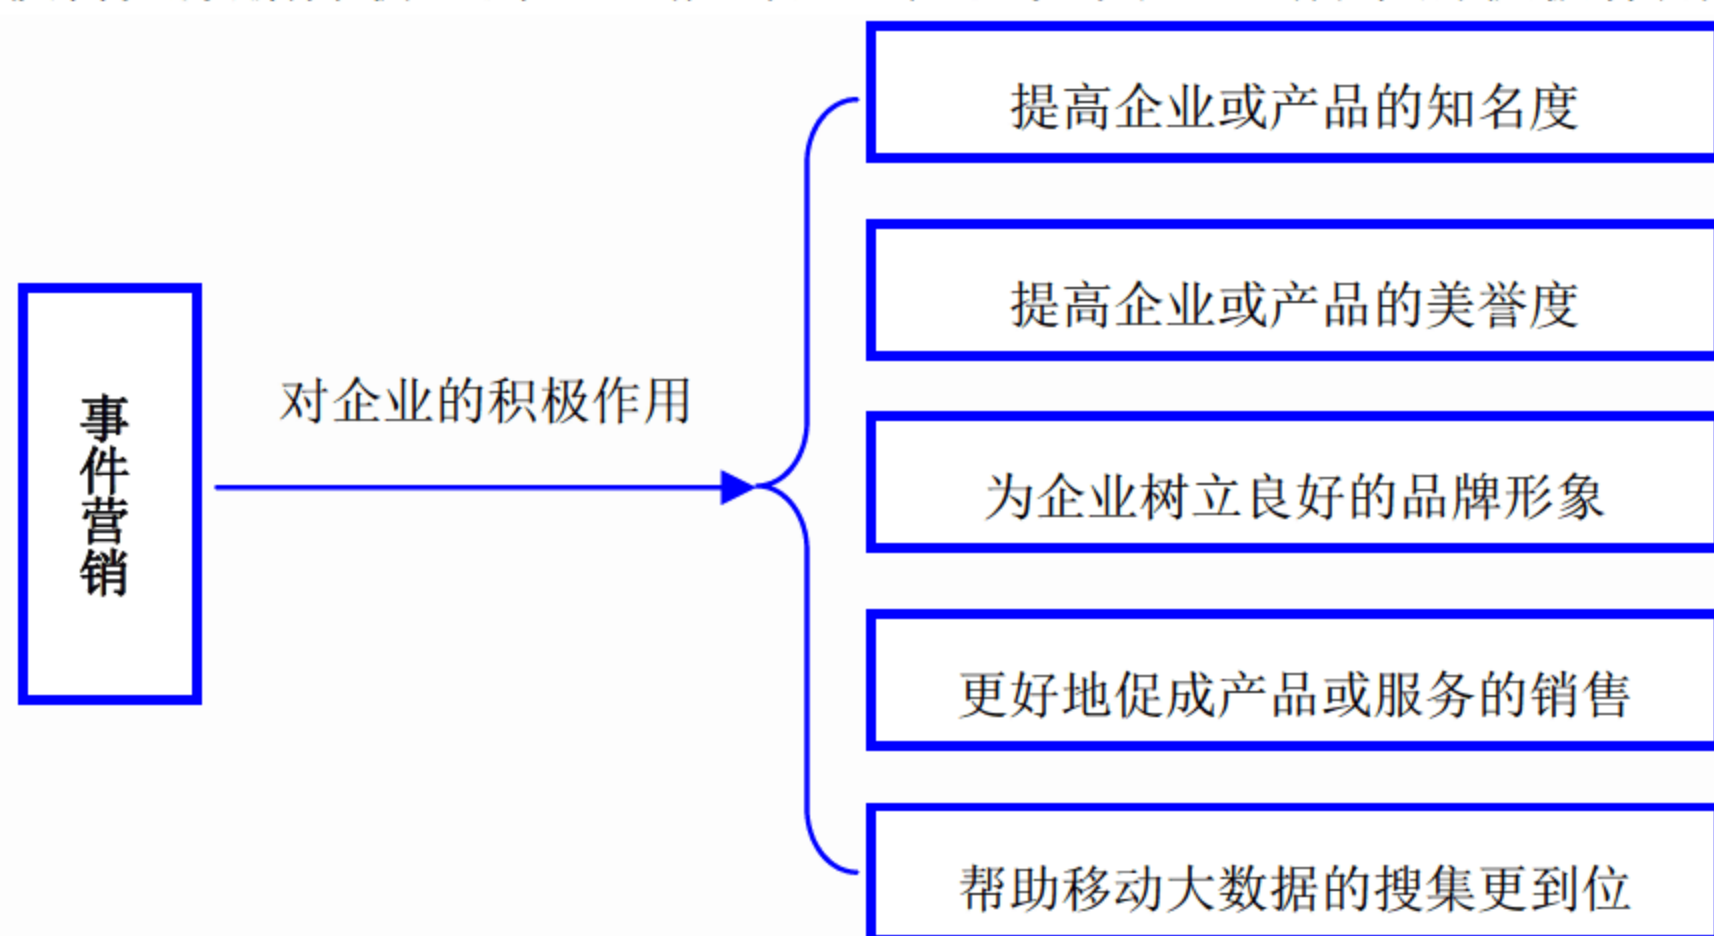 事件营销
对企业的积极作用
提高企业或产品的知名度
提高企业或产品的美誉度
为企业树立良好的品牌形象
更好地促成产品或服务的销售
帮助移动大数据的搜集更到位